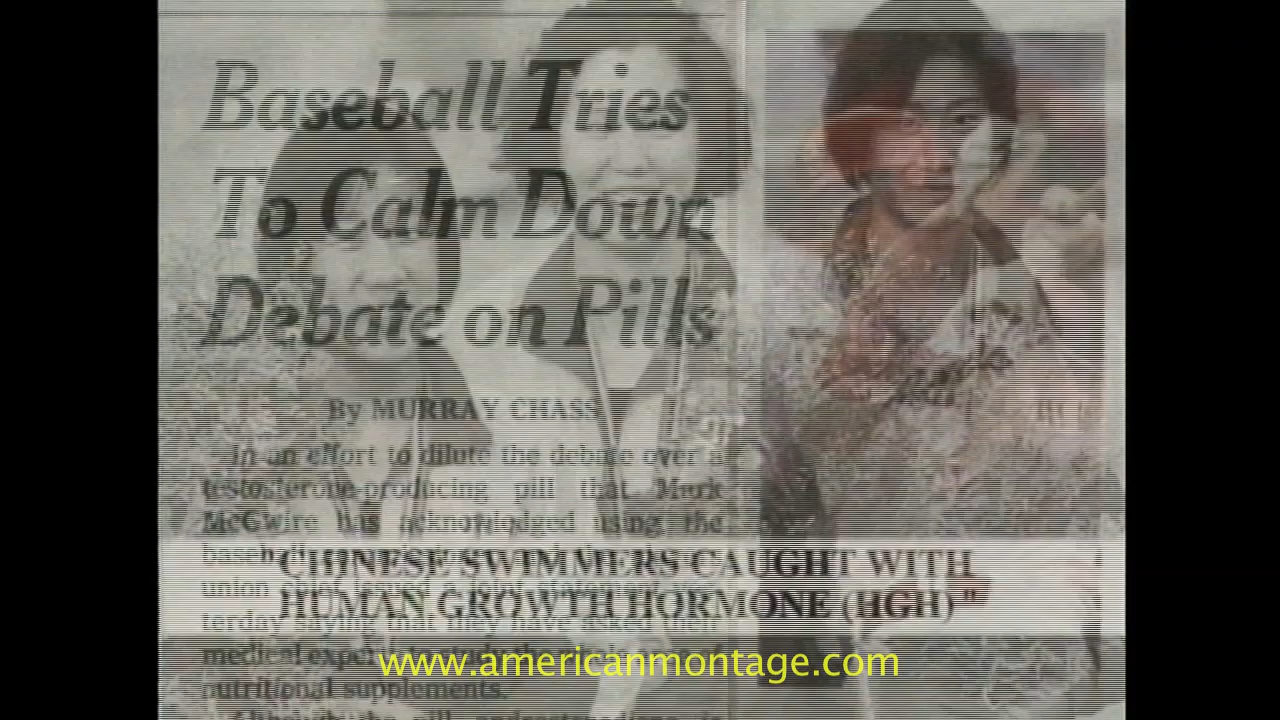 Baseball Tries
To Calm Down
Debate on Pills
By MURRAY CHASS
In an effort to dilute the debate over a
testosterone-producing pill that Mark
McGwire has acknowledged using, the
union chief issued a joint statement
terday saying that they have asked their
medical
nutritional supplements.
CHINESE SWIMMERS CAUGHT WITH
HUMAN GROWTH HORMONE (HGH)"
www.americanmontage.com